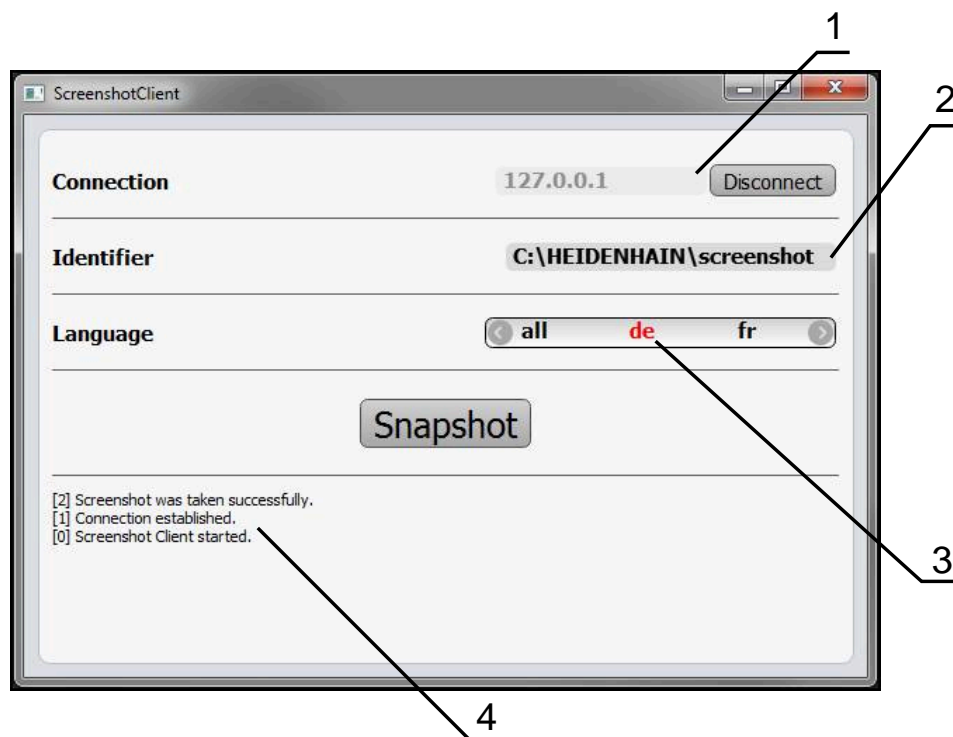 1
ScreenshotClient
2
Connection 127.0.0.1 Disconnect
Identifier C:\HEIDENHAIN\screenshot
Language all de fr
Snapshot
[2] Screenshot was taken successfully.
[1] Connection established.
[0] Screenshot Client started.
3
4